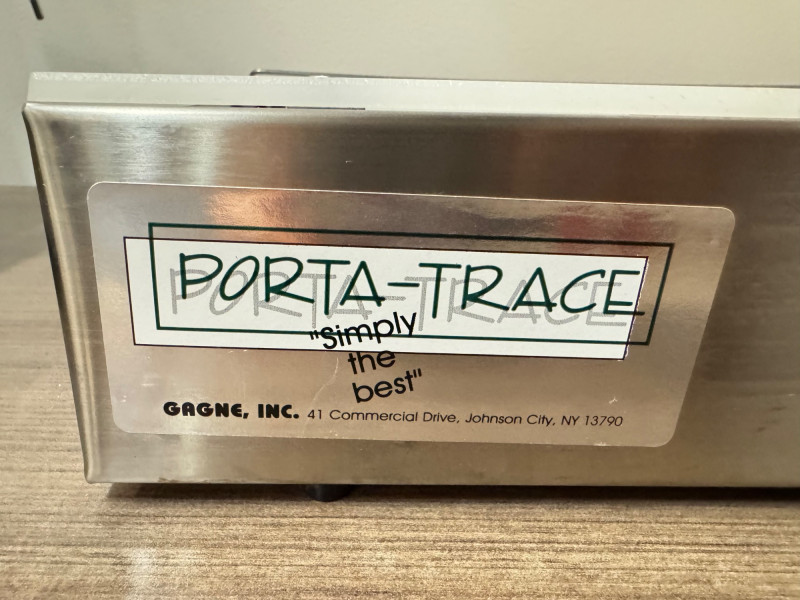 PORTA-TRACE
"Simply
the
best"
GAGNE, INC. 41 Commercial Drive, Johnson City, NY 13790